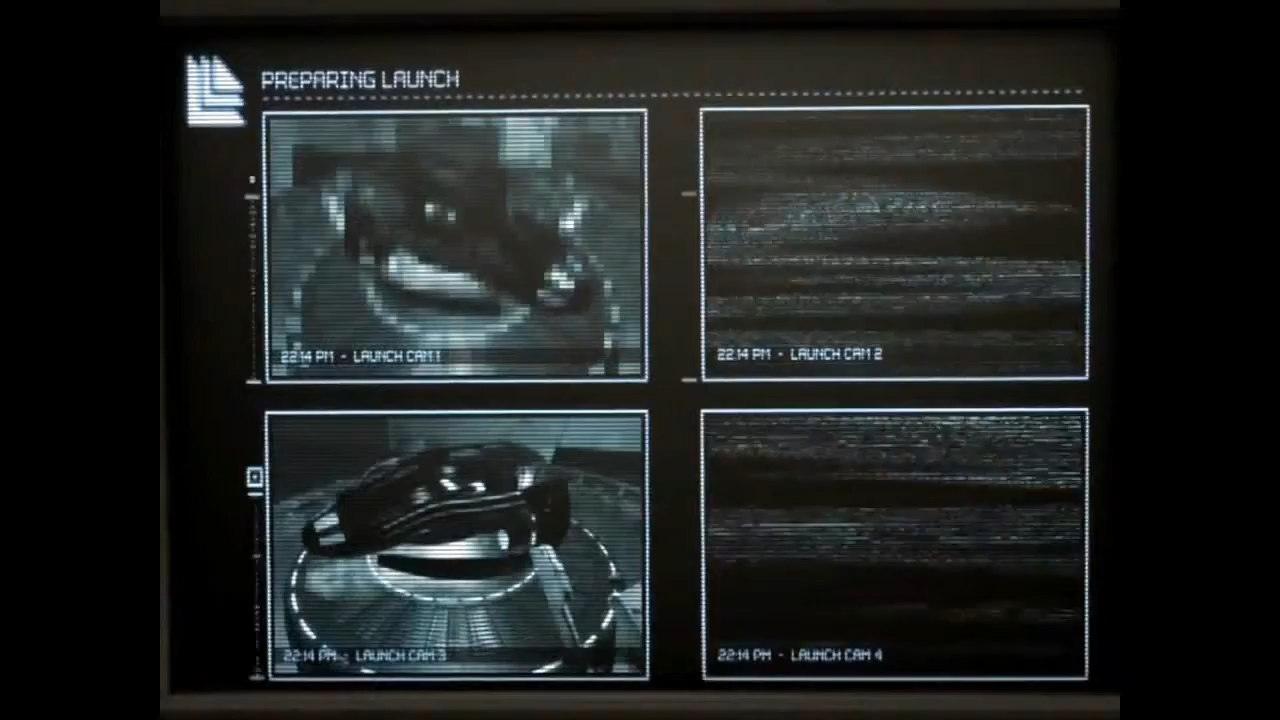 PREPARING LAUNCH
22:14 PM - LAUNCH CAM 1
22:14 PM - LAUNCH CAM 2
22:14 PM - LAUNCH CAM 3
22:14 PM - LAUNCH CAM 4